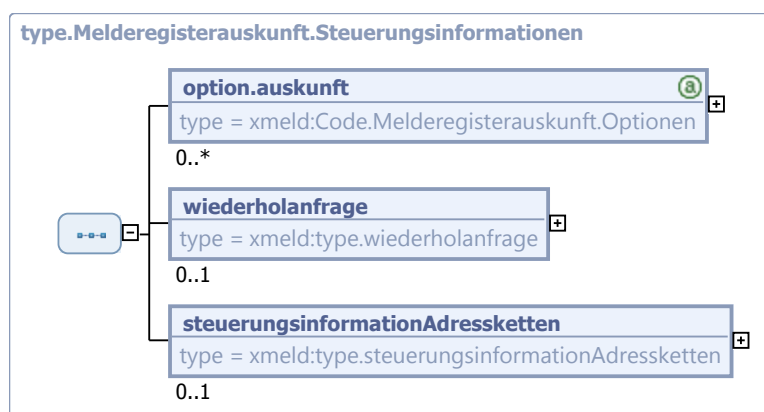 type.Melderegisterauskunft.Steuerungsinformationen
option.auskunft a
type = xmeld:Code.Melderegisterauskunft.Optionen
0..*
wiederholanfrage
type = xmeld:type.wiederholanfrage
0..1
steuerungsinformationAdressketten
type = xmeld:type.steuerungsinformationAdressketten
0..1